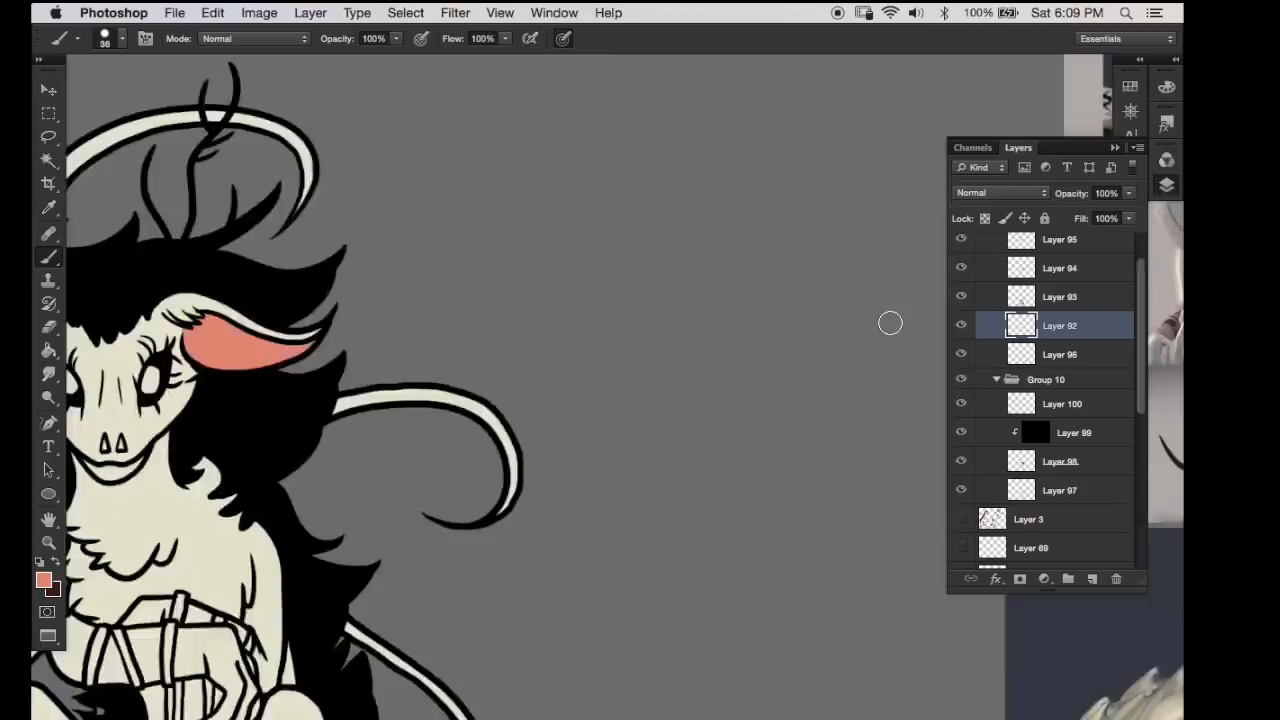 Photoshop File Edit Image Layer Type Select Filter View Window Help 100% Sat 6:09 PM
36 Mode: Normal Opacity: 100% Flow: 100% Essentials
Channels Layers
Kind
Normal Opacity: 100%
Lock: Fill: 100%
Layer 95
Layer 94
Layer 93
Layer 92
Layer 96
Group 10
Layer 100
Layer 99
Layer 98
Layer 97
Layer 3
Layer 69
fx